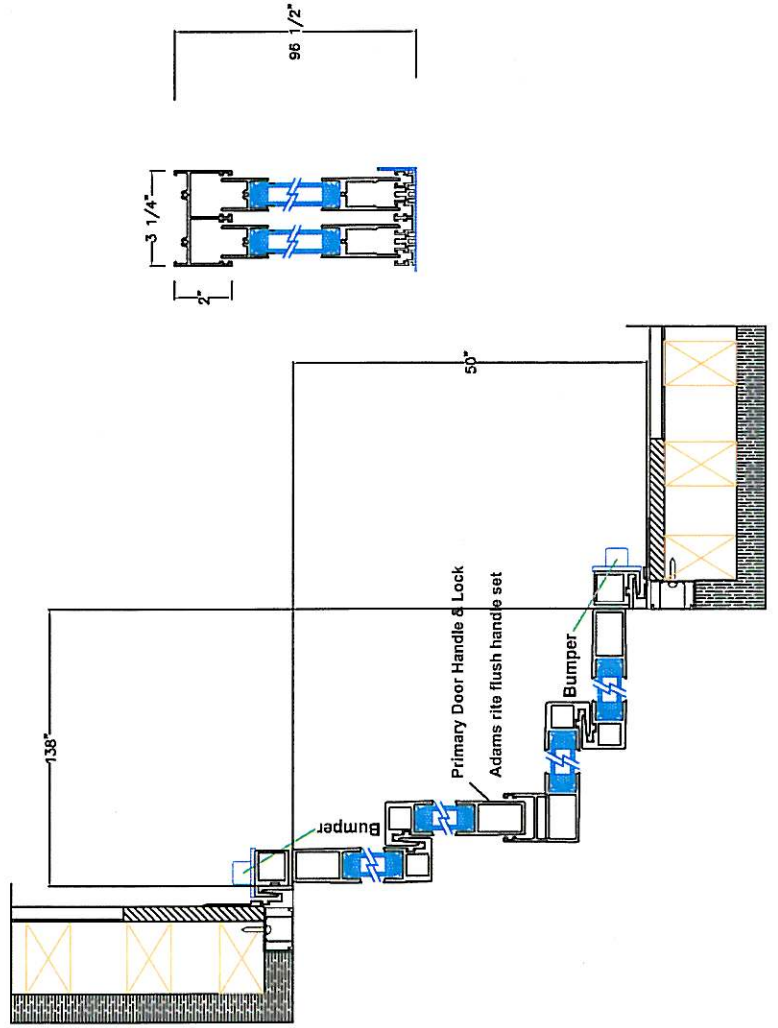 96 1/2"
3 1/4"
2"
50"
138"
Primary Door Handle & Lock
Adams rite flush handle set
Bumper
Bumper